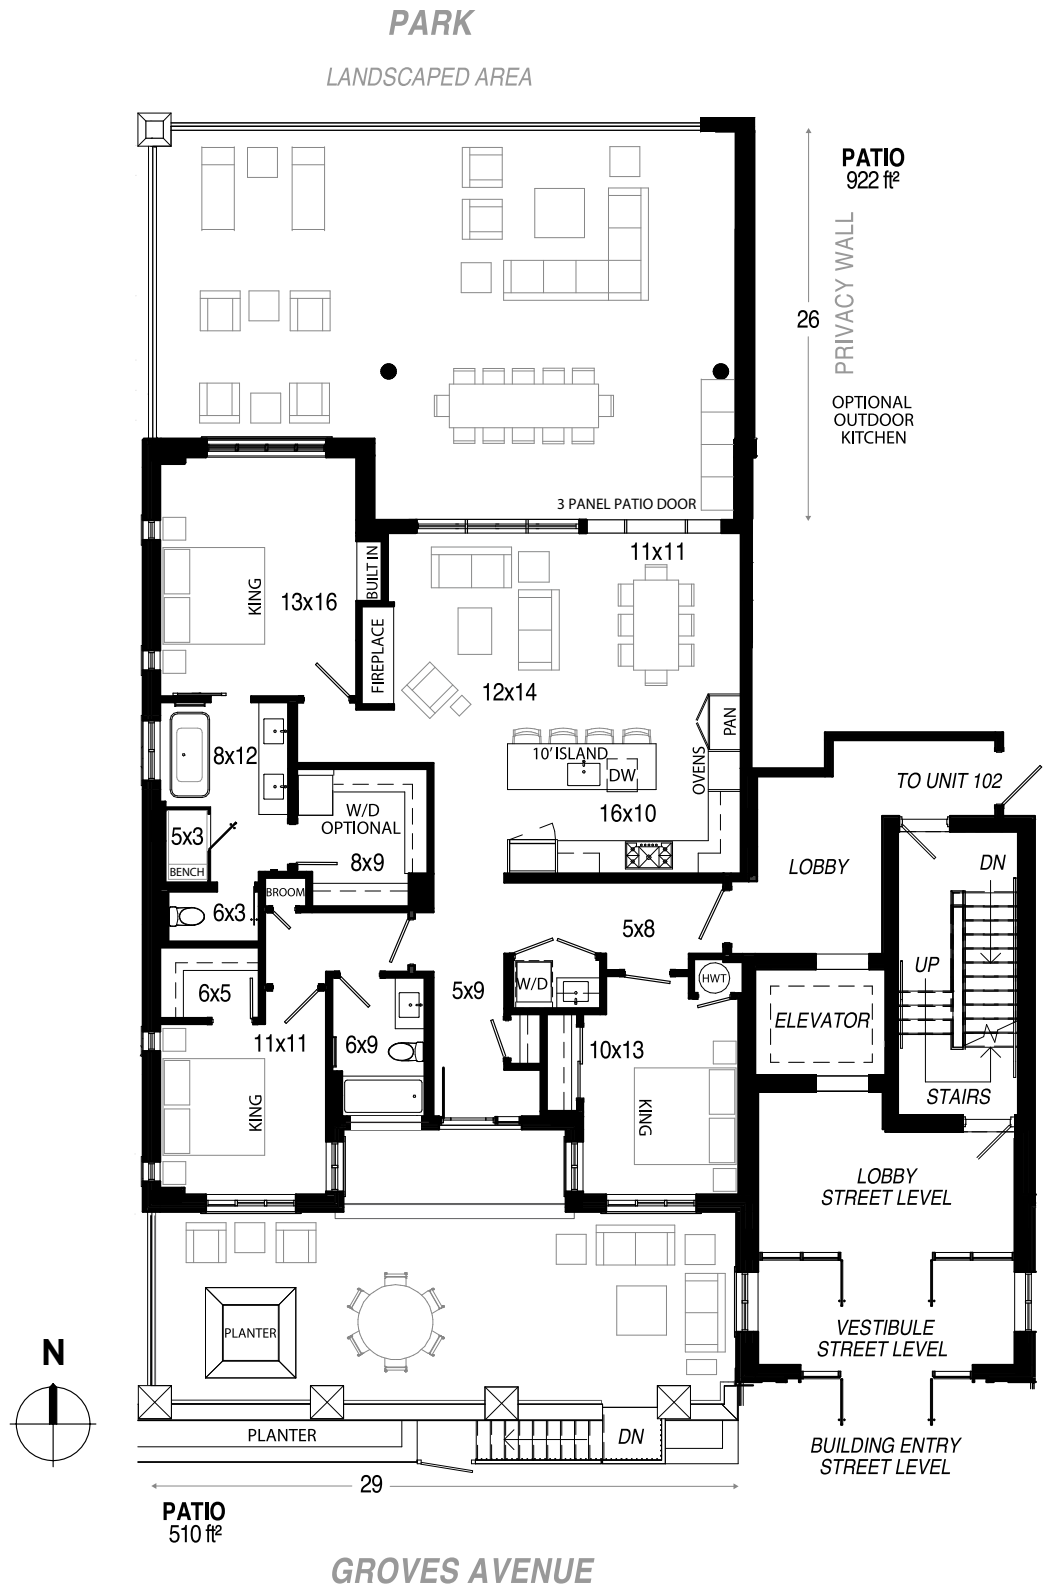 PARK
LANDSCAPED AREA
PATIO
922 ft²
PRIVACY WALL
26
OPTIONAL
OUTDOOR
KITCHEN
3 PANEL PATIO DOOR
11x11
BUILT IN
KING
13x16
FIREPLACE
12x14
PAN
8x12
10' ISLAND
DW
OVENS
TO UNIT 102
W/D
OPTIONAL
16x10
5x3
BENCH
8x9
LOBBY
DN
BROOM
6x3
5x8
UP
HWT
W/D
6x5
5x9
ELEVATOR
11x11
6x9
10x13
STAIRS
KING
KING
LOBBY
STREET LEVEL
PLANTER
VESTIBULE
STREET LEVEL
N
PLANTER
DN
BUILDING ENTRY
STREET LEVEL
29
PATIO
510 ft²
GROVES AVENUE